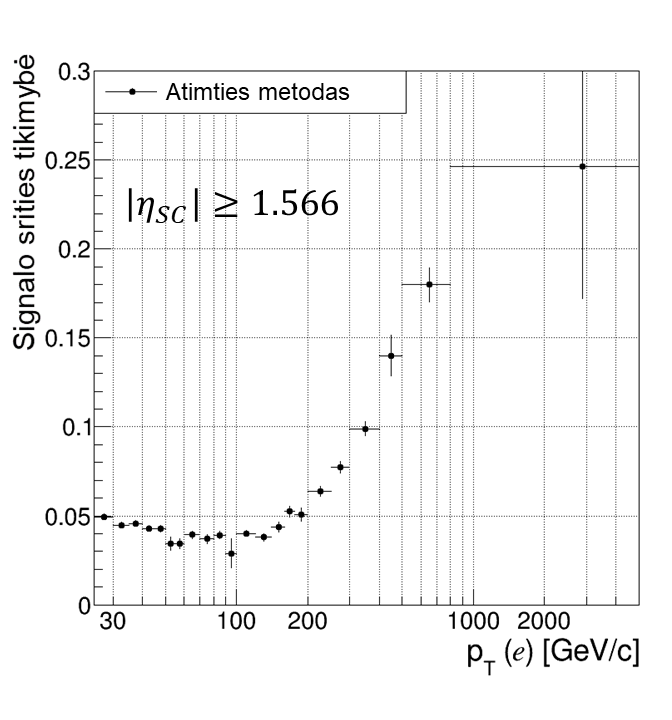 Signalo srities tikimybė
0.3
0.25
0.2
0.15
0.1
0.05
0
Atimties metodas
|η_SC| ≥ 1.566
30 100 200 1000 2000
p_T (e) [GeV/c]